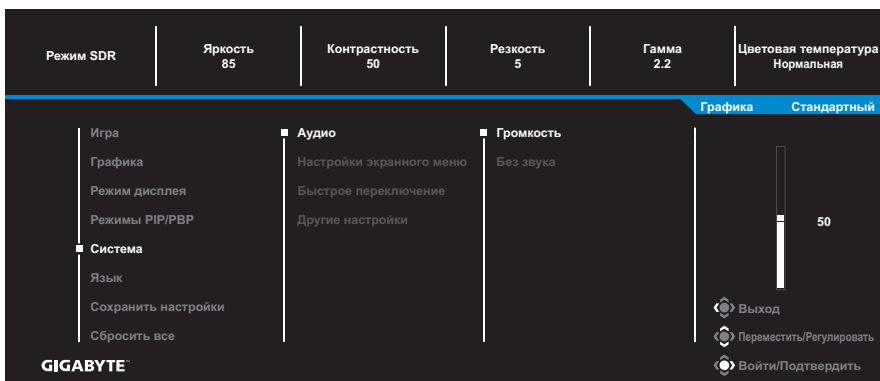 Режим SDR
Яркость
85
Контрастность
50
Резкость
5
Гамма
2.2
Цветовая температура
Нормальная
Графика Стандартный
Игра
Графика
Режим дисплея
Режимы PIP/PBP
Система
Язык
Сохранить настройки
Сбросить все
Аудио
Настройки экранного меню
Быстрое переключение
Другие настройки
Громкость
Без звука
50
Выход
Переместить/Регулировать
Войти/Подтвердить
GIGABYTE™